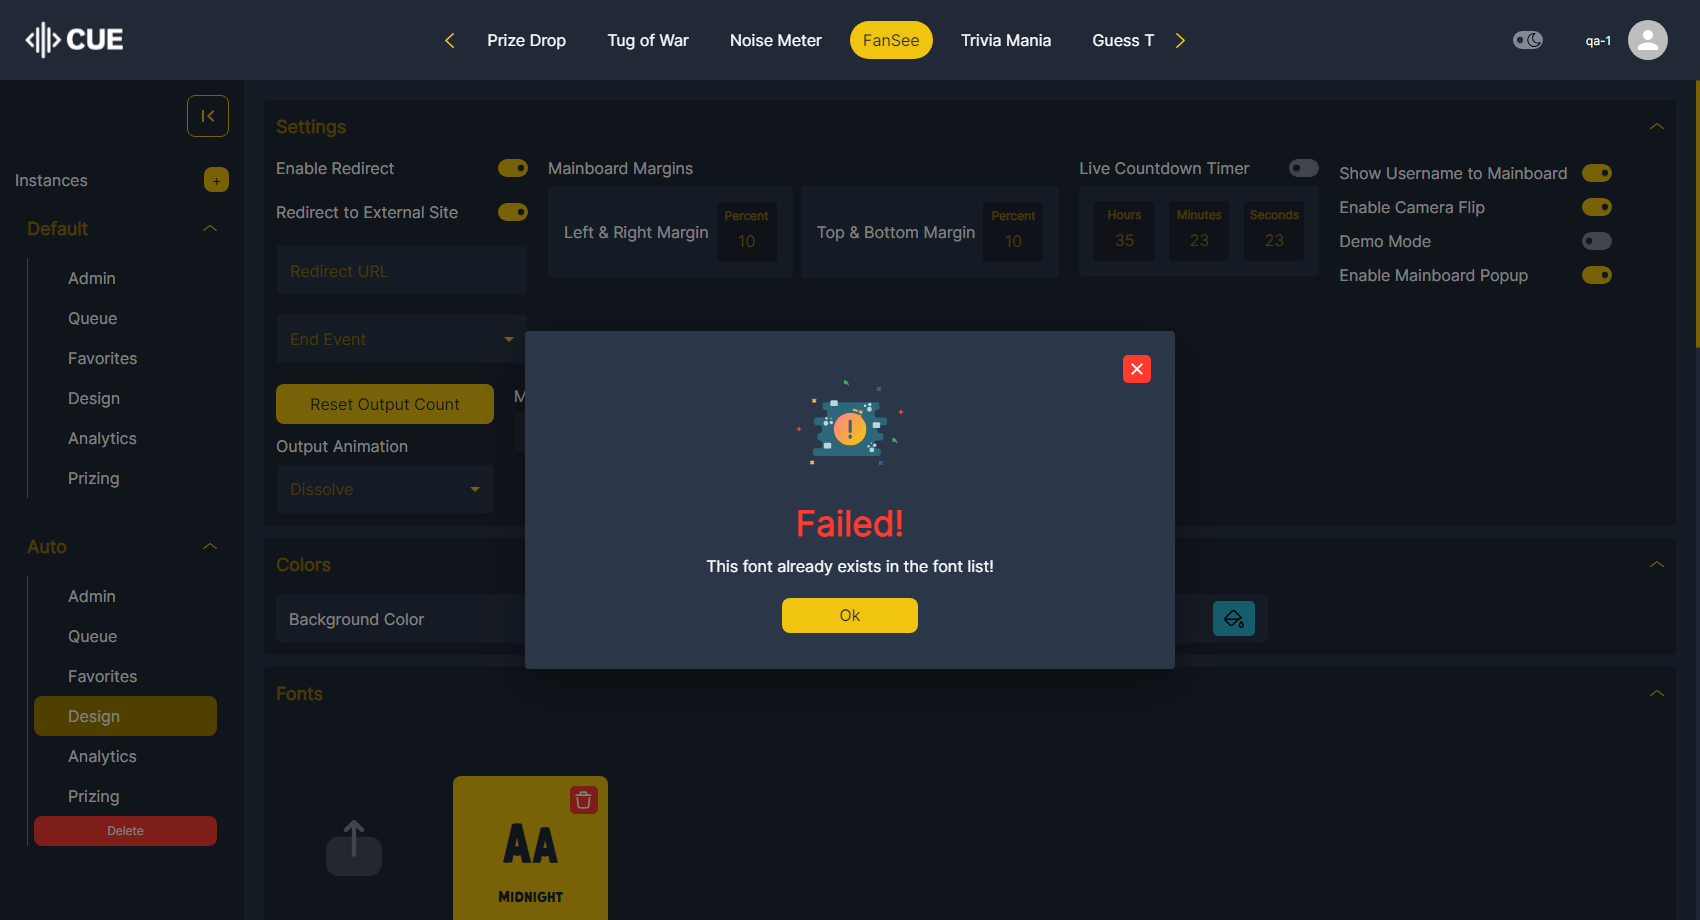 CUE
Prize Drop
Tug of War
Noise Meter
FanSee
Trivia Mania
Guess T
qa-1
Instances
+
Default
Admin
Queue
Favorites
Design
Analytics
Prizing
Auto
Admin
Queue
Favorites
Design
Analytics
Prizing
Delete
Settings
Enable Redirect
Redirect to External Site
Redirect URL
End Event
Reset Output Count
M
Output Animation
Dissolve
Mainboard Margins
Left & Right Margin
Percent
10
Top & Bottom Margin
Percent
10
Live Countdown Timer
Hours
35
Minutes
23
Seconds
23
Show Username to Mainboard
Enable Camera Flip
Demo Mode
Enable Mainboard Popup
Failed!
This font already exists in the font list!
Ok
Colors
Background Color
Fonts
AA
MIDNIGHT